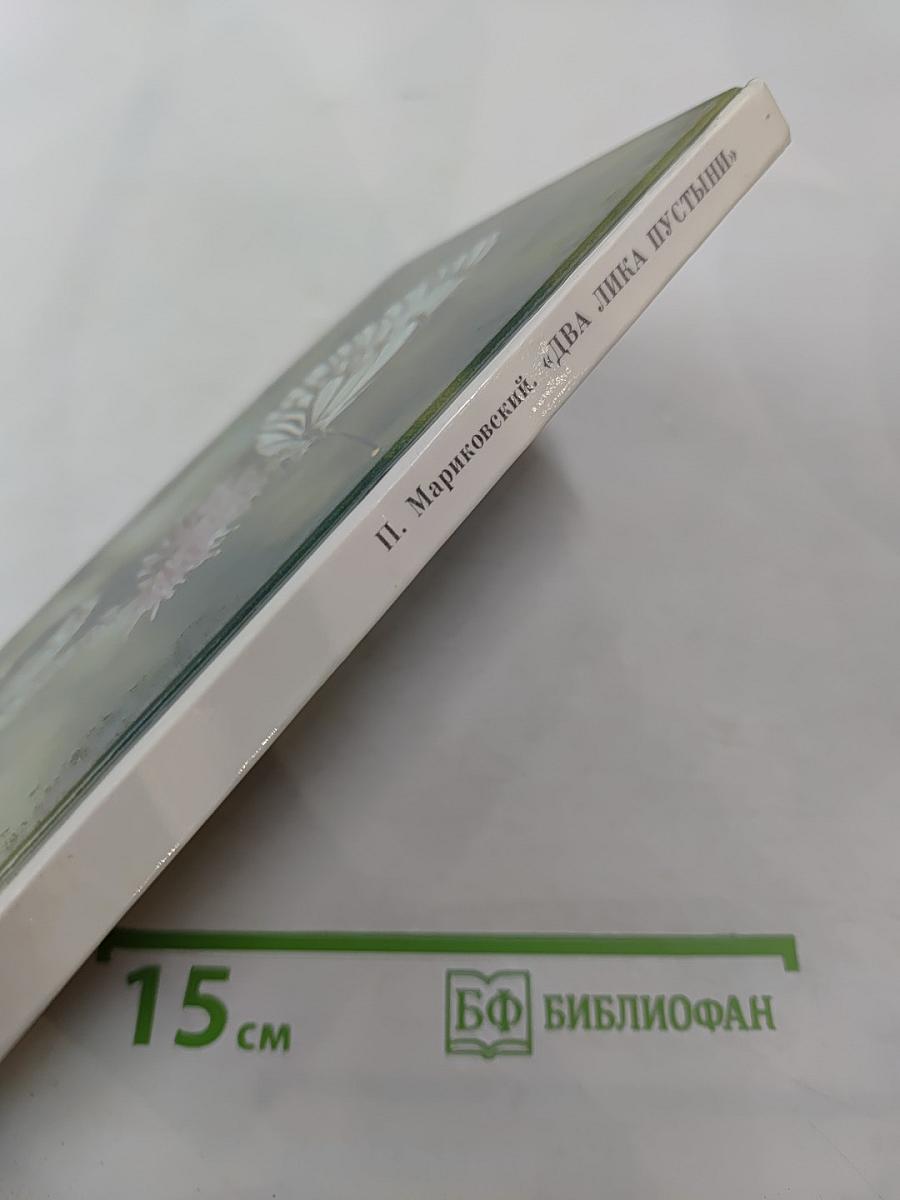 П. Мариковский. «ДВА ЛИКА ПУСТЫНИ»
15 см
БФ БИБЛИОФАН